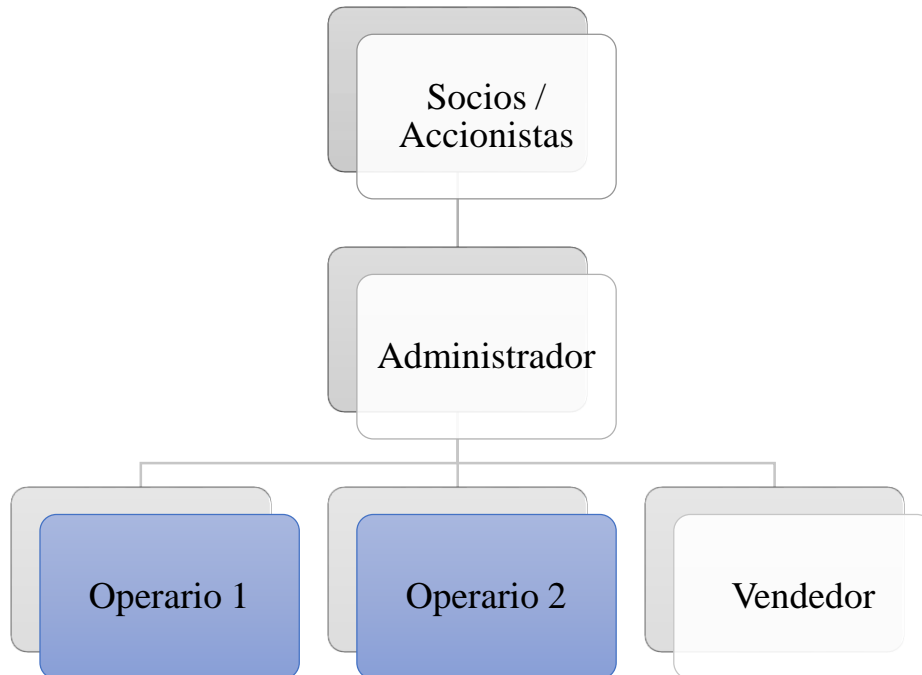 Socios /
Accionistas
Administrador
Operario 1
Operario 2
Vendedor